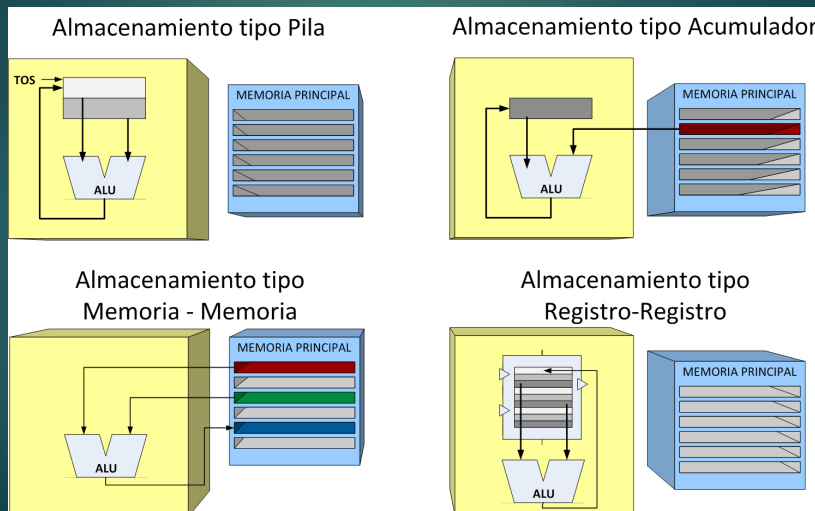 Almacenamiento tipo Pila
TOS
MEMORIA PRINCIPAL
ALU
Almacenamiento tipo Acumulador
MEMORIA PRINCIPAL
ALU
Almacenamiento tipo
Memoria - Memoria
MEMORIA PRINCIPAL
ALU
Almacenamiento tipo
Registro-Registro
MEMORIA PRINCIPAL
ALU